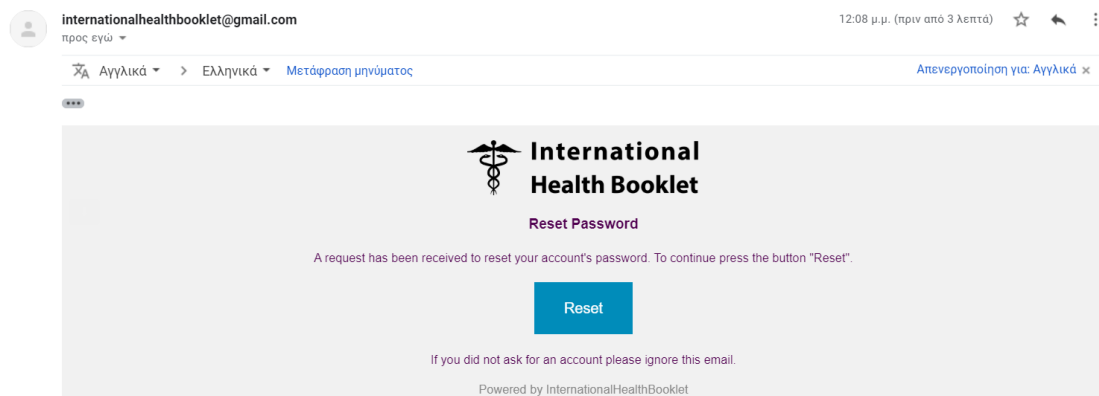 internationalhealthbooklet@gmail.com
12:08 μ.μ. (πριν από 3 λεπτά)
προς εγώ
Αγγλικά > Ελληνικά Μετάφραση μηνύματος
Απενεργοποίηση για: Αγγλικά ×
International
Health Booklet
Reset Password
A request has been received to reset your account's password. To continue press the button "Reset".
Reset
If you did not ask for an account please ignore this email.
Powered by InternationalHealthBooklet